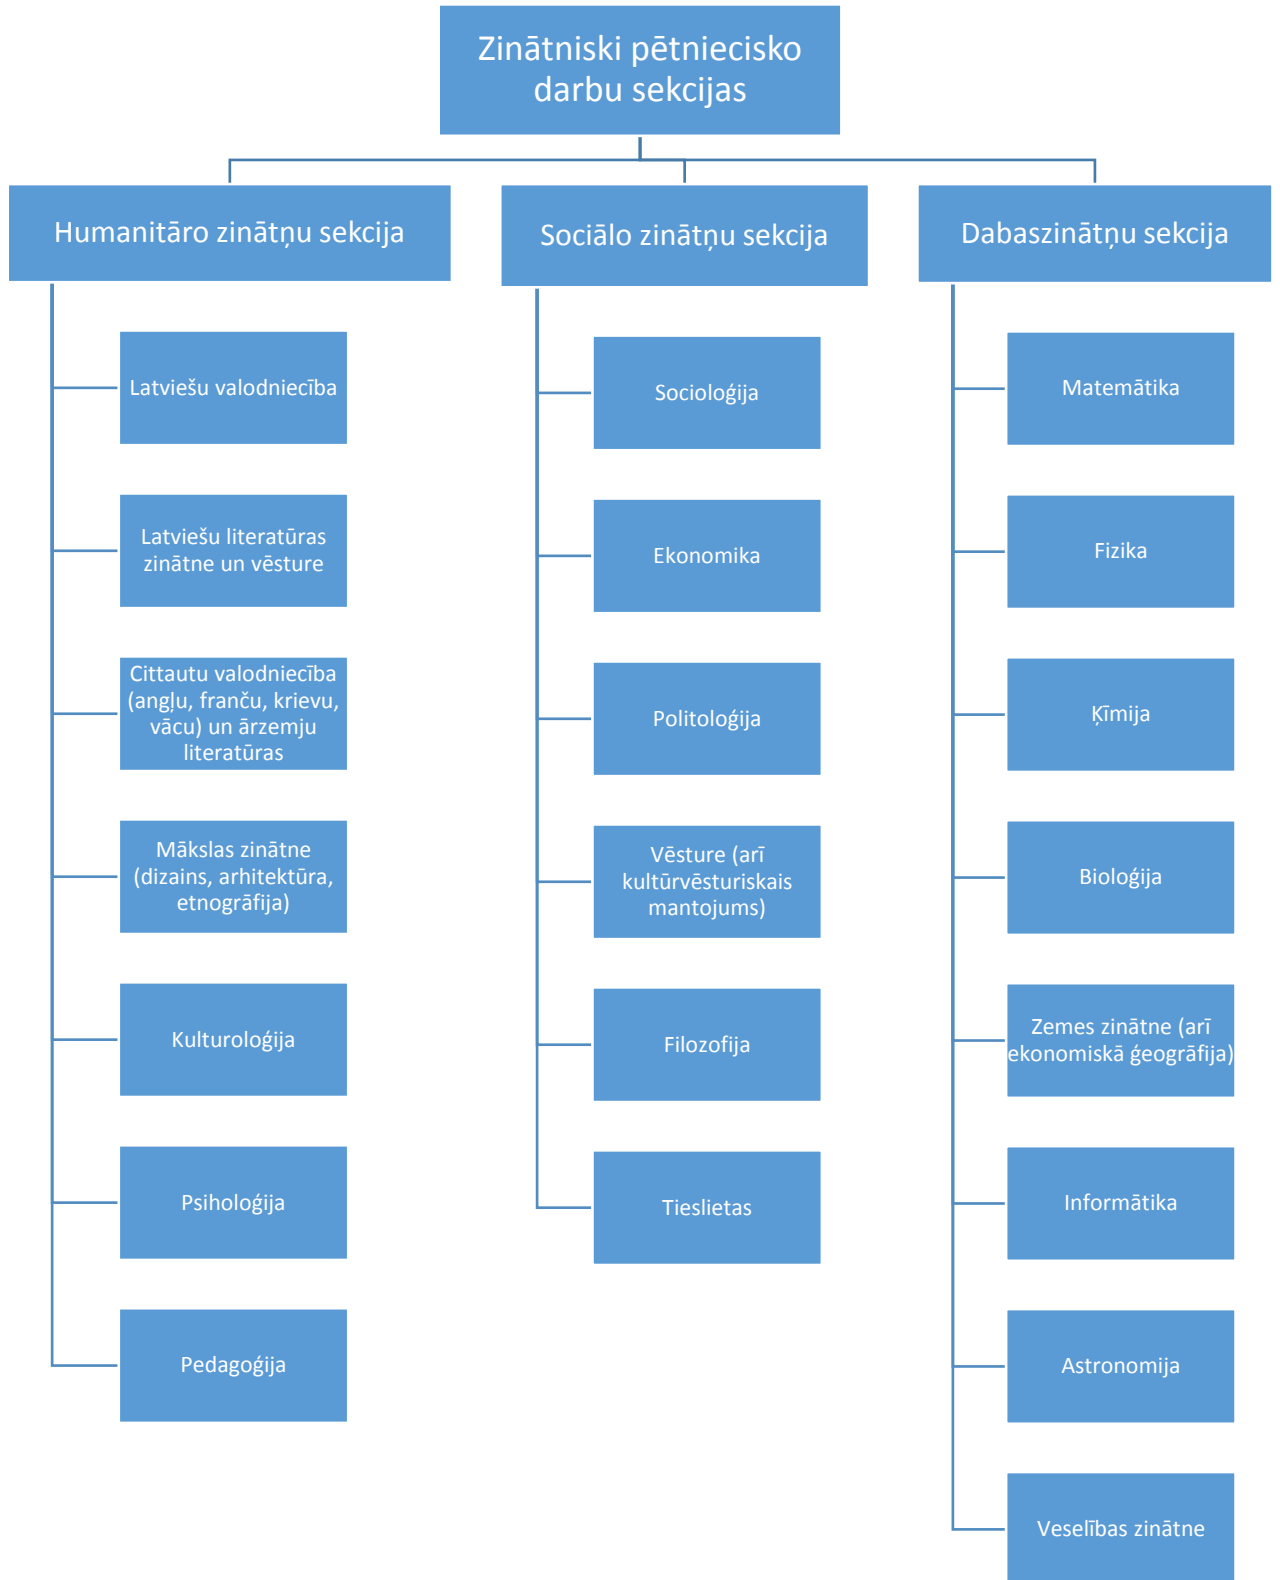 Zinātniski pētniecisko
darbu sekcijas
Humanitāro zinātņu sekcija
Latviešu valodniecība
Latviešu literatūras
zinātne un vēsture
Cittautu valodniecība
(angļu, franču, krievu,
vācu) un ārzemju
literatūras
Mākslas zinātne
(dizains, arhitektūra,
etnogrāfija)
Kulturoloģija
Psiholoģija
Pedagoģija
Sociālo zinātņu sekcija
Socioloģija
Ekonomika
Politoloģija
Vēsture (arī
kultūrvēsturiskais
mantojums)
Filozofija
Tieslietas
Dabaszinātņu sekcija
Matemātika
Fizika
Ķīmija
Bioloģija
Zemes zinātne (arī
ekonomiskā ģeogrāfija)
Informātika
Astronomija
Veselības zinātne